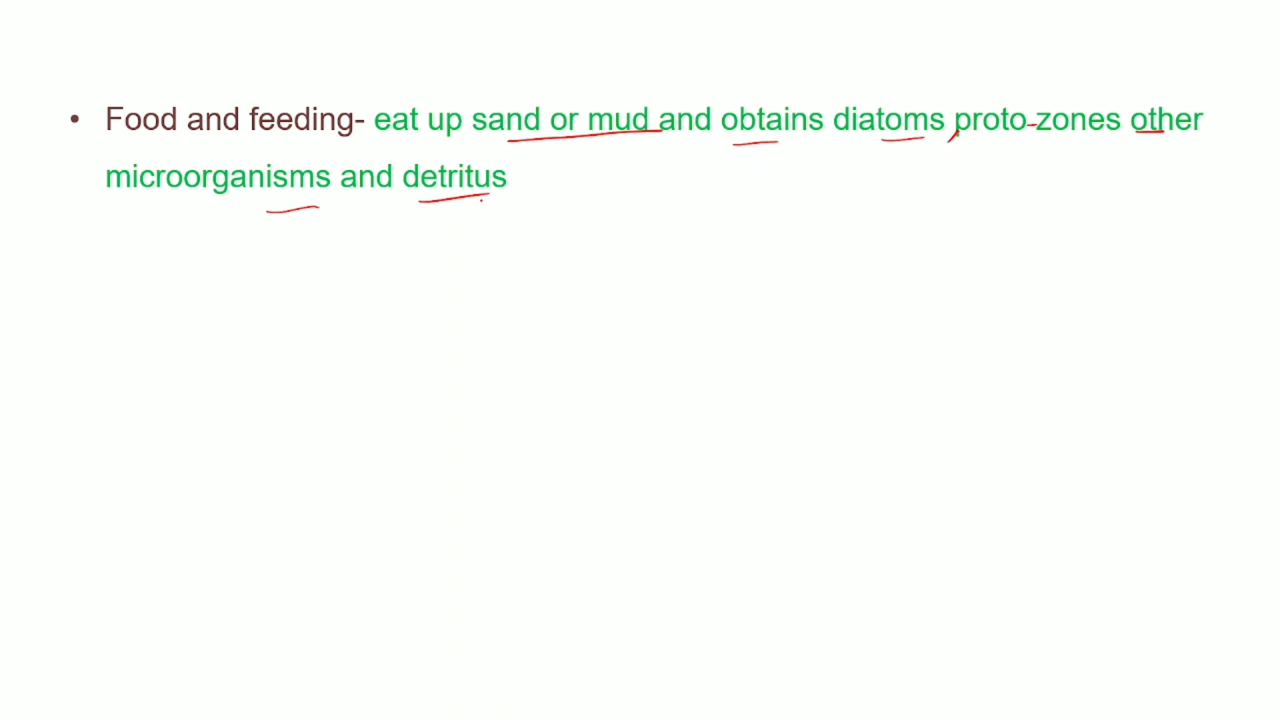 • Food and feeding- eat up sand or mud and obtains diatoms proto-zones other
microorganisms and detritus